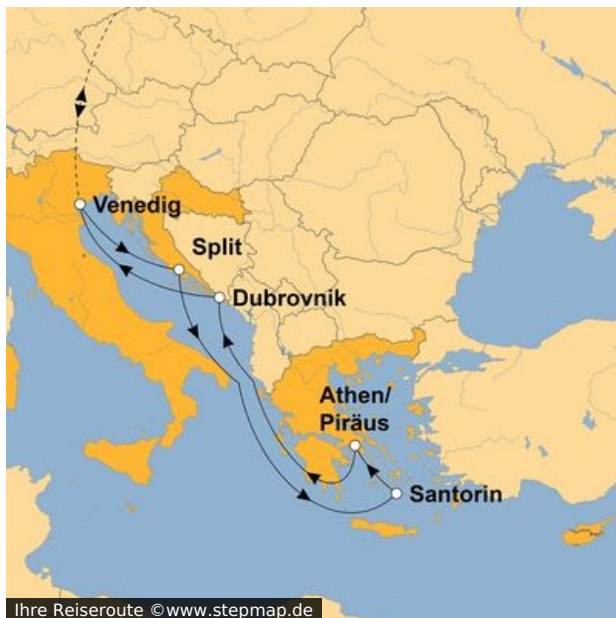 Venedig
Split
Dubrovnik
Athen/
Piräus
Santorin
Ihre Reiseroute ©www.stepmap.de